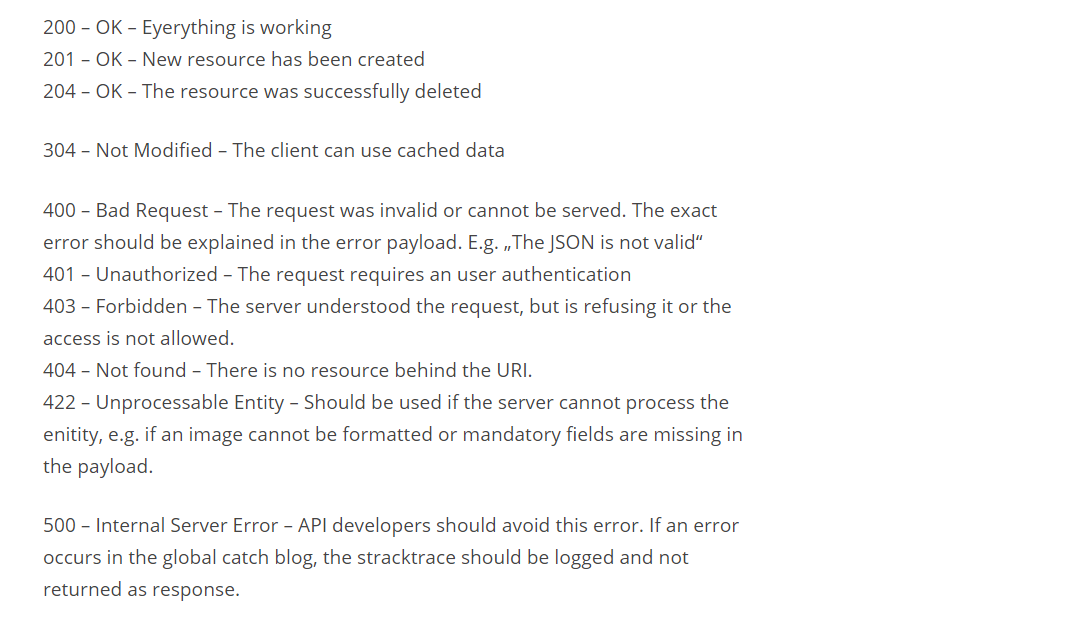 200 – OK – Eyerything is working
201 – OK – New resource has been created
204 – OK – The resource was successfully deleted
304 – Not Modified – The client can use cached data
400 – Bad Request – The request was invalid or cannot be served. The exact
error should be explained in the error payload. E.g. „The JSON is not valid“
401 – Unauthorized – The request requires an user authentication
403 – Forbidden – The server understood the request, but is refusing it or the
access is not allowed.
404 – Not found – There is no resource behind the URI.
422 – Unprocessable Entity – Should be used if the server cannot process the
enitity, e.g. if an image cannot be formatted or mandatory fields are missing in
the payload.
500 – Internal Server Error – API developers should avoid this error. If an error
occurs in the global catch blog, the stracktrace should be logged and not
returned as response.